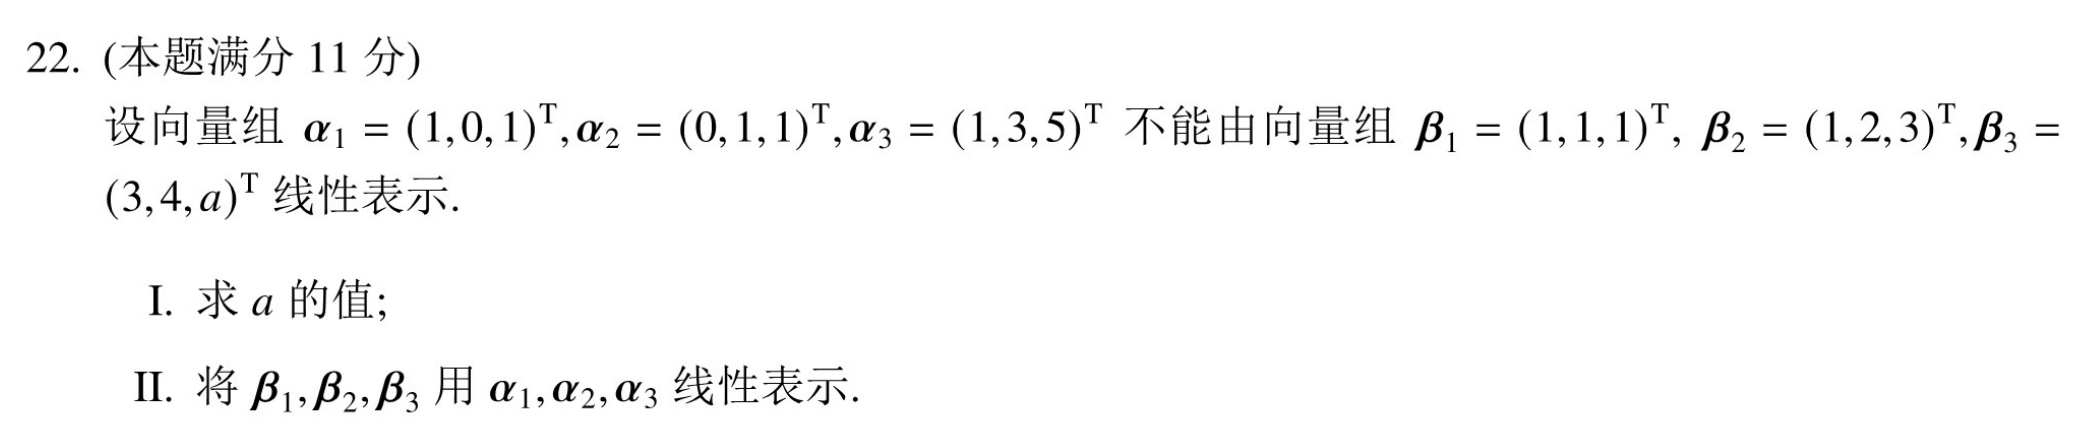 22. (本题满分 11 分)
设向量组 α₁ = (1,0,1)ᵀ,α₂ = (0,1,1)ᵀ,α₃ = (1,3,5)ᵀ 不能由向量组 β₁ = (1,1,1)ᵀ, β₂ = (1,2,3)ᵀ,β₃ =
(3,4,a)ᵀ 线性表示.
I. 求 a 的值;
II. 将 β₁,β₂,β₃ 用 α₁,α₂,α₃ 线性表示.